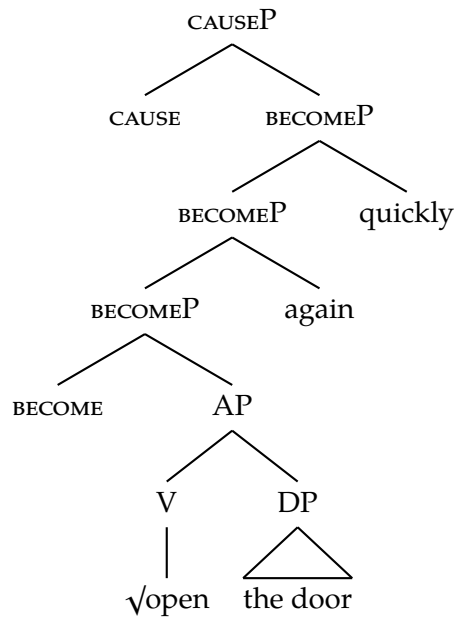 CAUSEP
CAUSE BECOMEP
BECOMEP quickly
BECOMEP again
BECOME AP
V DP
√open the door